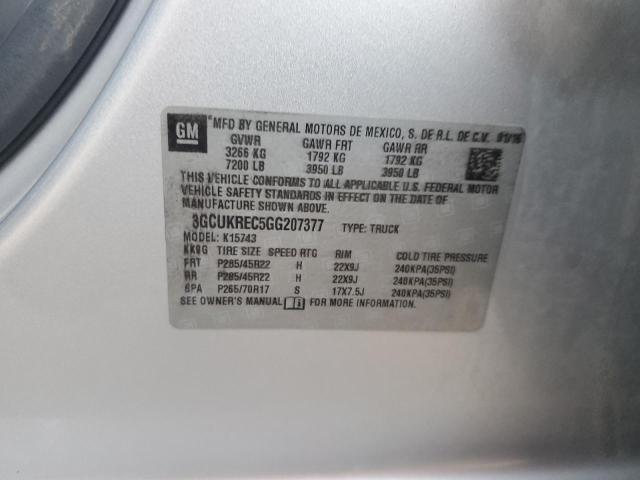 GM ®MFD BY GENERAL MOTORS DE MEXICO, S. DE R.L. DE C.V. 01/16
GVWR GAWR FRT GAWR RR
3266 KG 1792 KG 1792 KG
7200 LB 3950 LB 3950 LB
THIS VEHICLE CONFORMS TO ALL APPLICABLE U.S. FEDERAL MOTOR
VEHICLE SAFETY STANDARDS IN EFFECT ON THE DATE OF
MANUFACTURE SHOWN ABOVE.
3GCUKREC5GG207377 TYPE: TRUCK
MODEL: K15743
TIRE SIZE SPEED RTG RIM COLD TIRE PRESSURE
FRT P285/45R22 H 22X9J 240KPA(35PSI)
RR P285/45R22 H 22X9J 240KPA(35PSI)
SPA P265/70R17 S 17X7.5J 240KPA(35PSI)
SEE OWNER'S MANUAL FOR MORE INFORMATION.